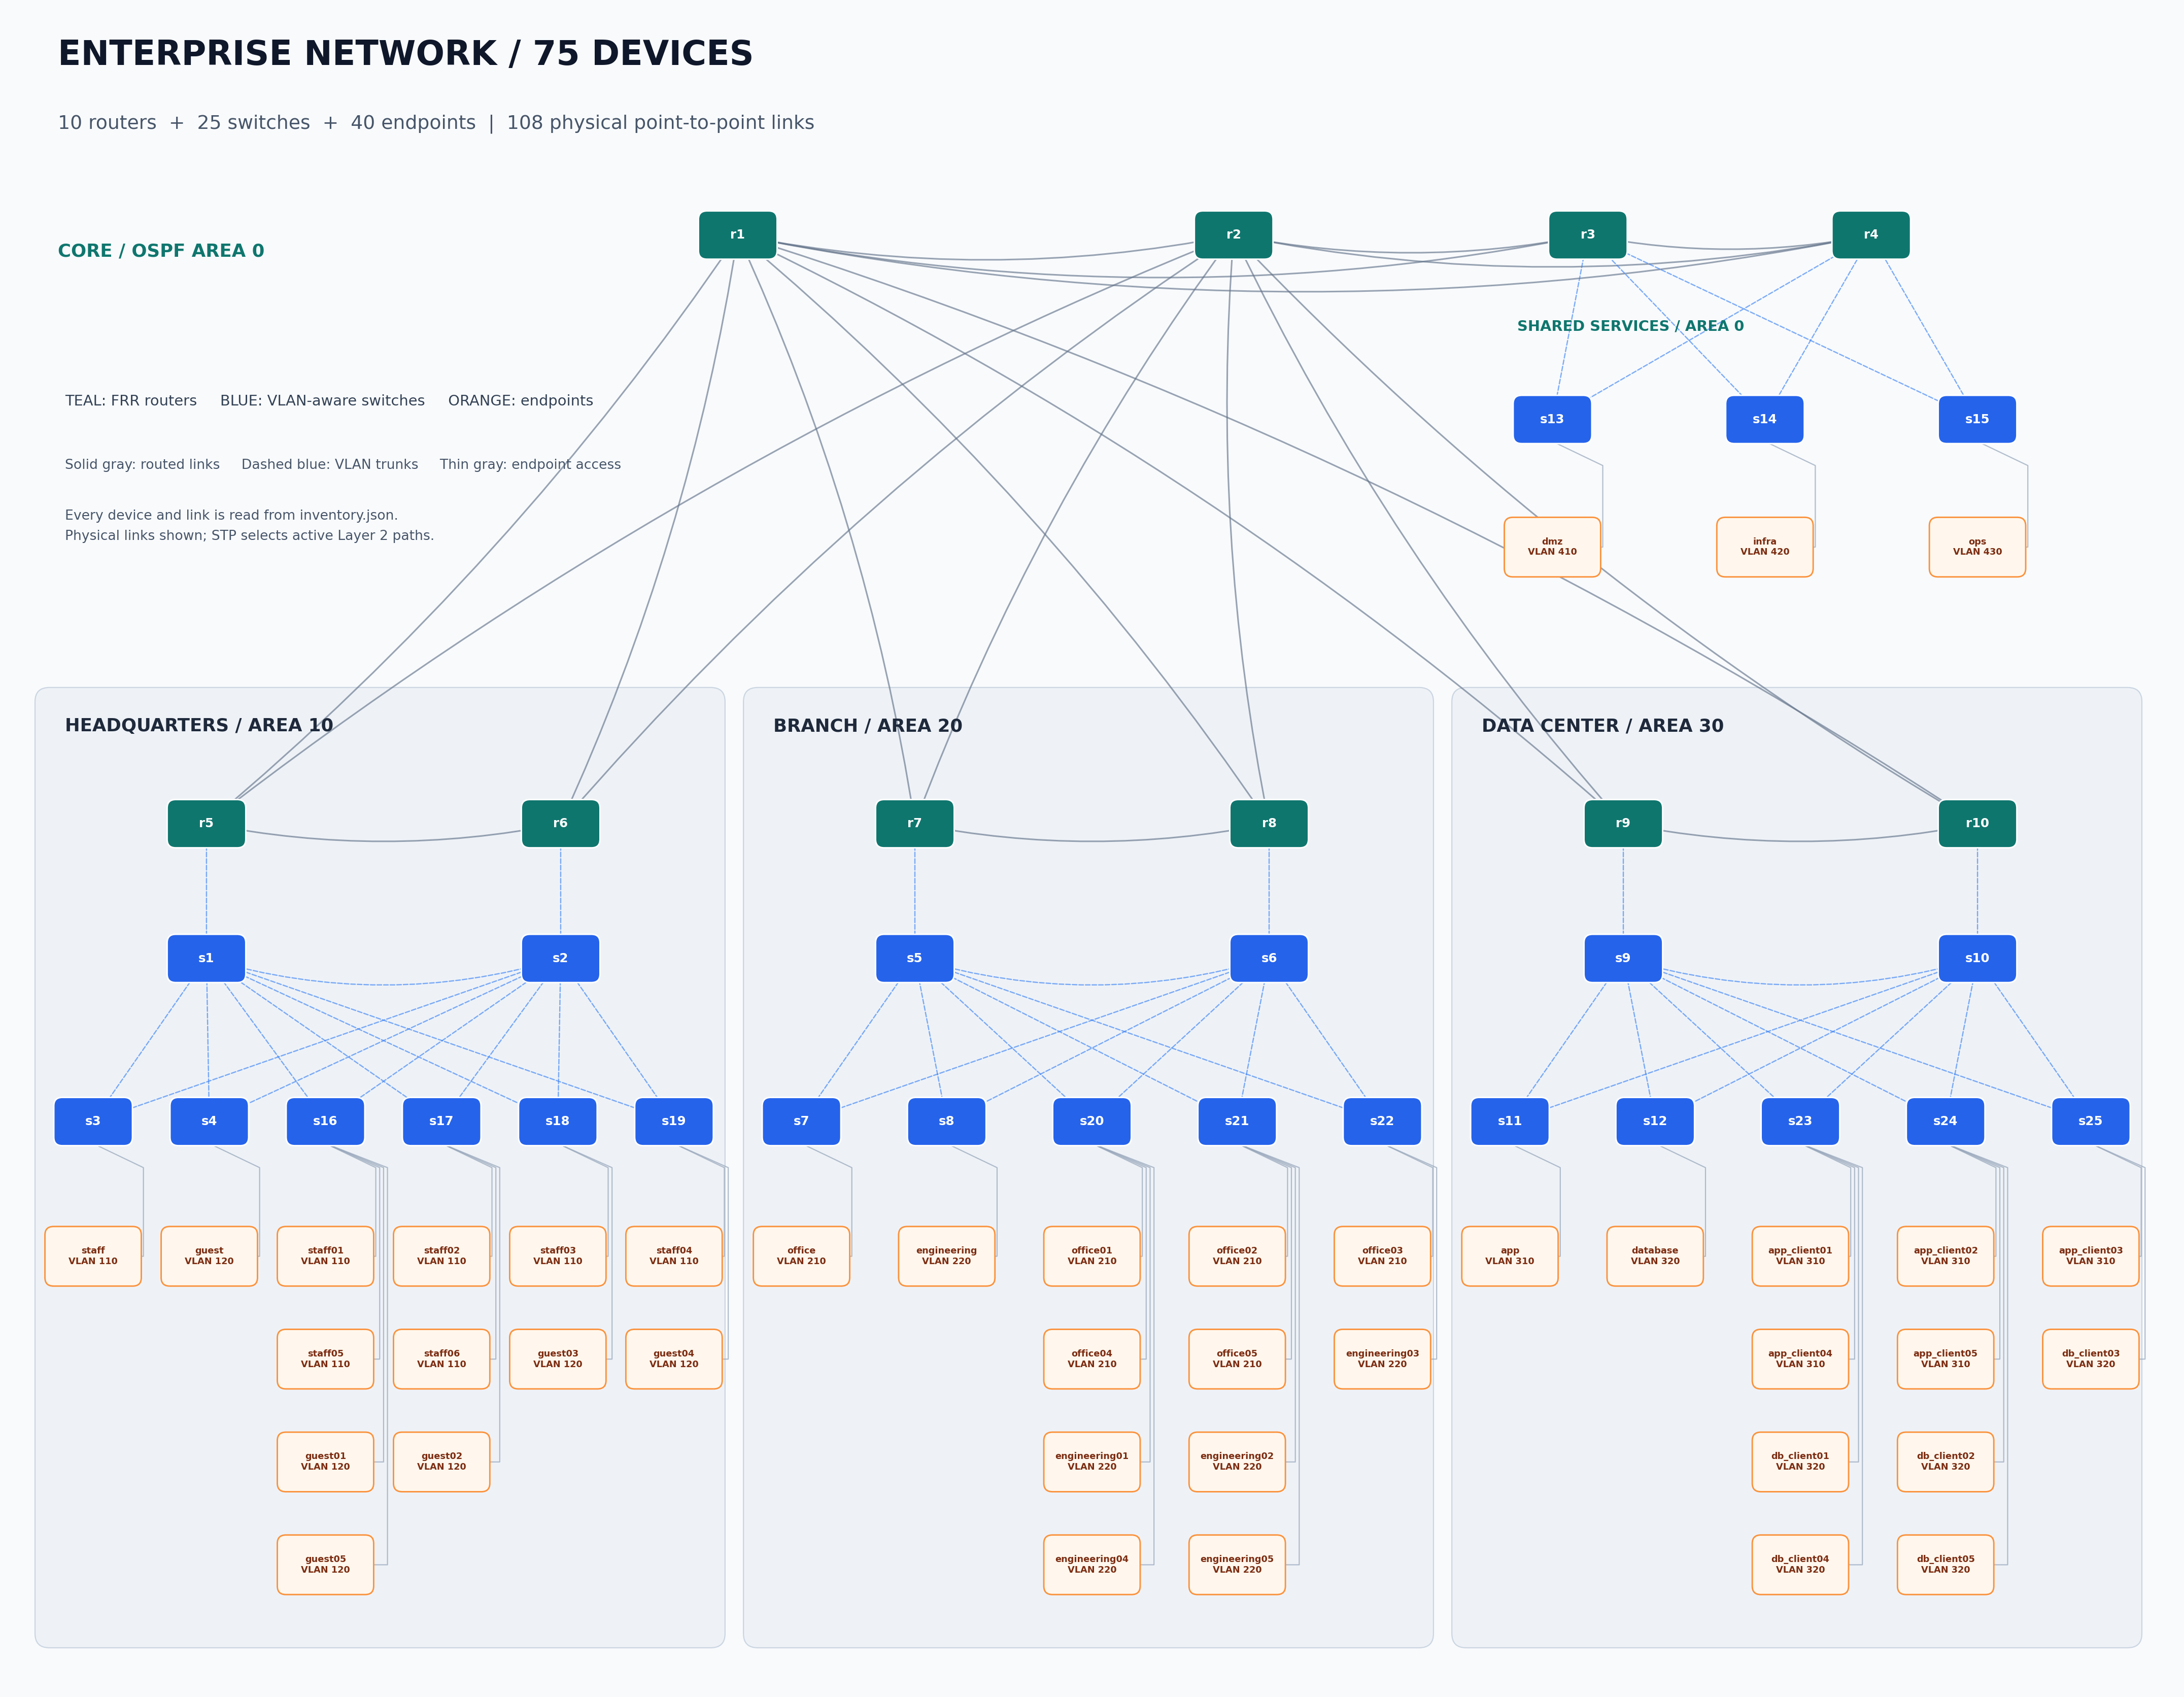 ENTERPRISE NETWORK / 75 DEVICES
10 routers + 25 switches + 40 endpoints | 108 physical point-to-point links
r1
r2
r3
r4
CORE / OSPF AREA 0
SHARED SERVICES / AREA 0
TEAL: FRR routers BLUE: VLAN-aware switches ORANGE: endpoints
s13
s14
s15
Solid gray: routed links Dashed blue: VLAN trunks Thin gray: endpoint access
Every device and link is read from inventory.json.
Physical links shown; STP selects active Layer 2 paths.
dmz
VLAN 410
infra
VLAN 420
ops
VLAN 430
HEADQUARTERS / AREA 10
r5
r6
s1
s2
s3
s4
s16
s17
s18
s19
staff
VLAN 110
guest
VLAN 120
staff01
VLAN 110
staff02
VLAN 110
staff03
VLAN 110
staff04
VLAN 110
staff05
VLAN 110
staff06
VLAN 110
guest03
VLAN 120
guest04
VLAN 120
guest01
VLAN 120
guest02
VLAN 120
guest05
VLAN 120
BRANCH / AREA 20
r7
r8
s5
s6
s7
s8
s20
s21
s22
office
VLAN 210
engineering
VLAN 220
office01
VLAN 210
office02
VLAN 210
office03
VLAN 210
office04
VLAN 210
office05
VLAN 210
engineering03
VLAN 220
engineering01
VLAN 220
engineering02
VLAN 220
engineering04
VLAN 220
engineering05
VLAN 220
DATA CENTER / AREA 30
r9
r10
s9
s10
s11
s12
s23
s24
s25
app
VLAN 310
database
VLAN 320
app_client01
VLAN 310
app_client02
VLAN 310
app_client03
VLAN 310
app_client04
VLAN 310
app_client05
VLAN 310
db_client03
VLAN 320
db_client01
VLAN 320
db_client02
VLAN 320
db_client04
VLAN 320
db_client05
VLAN 320